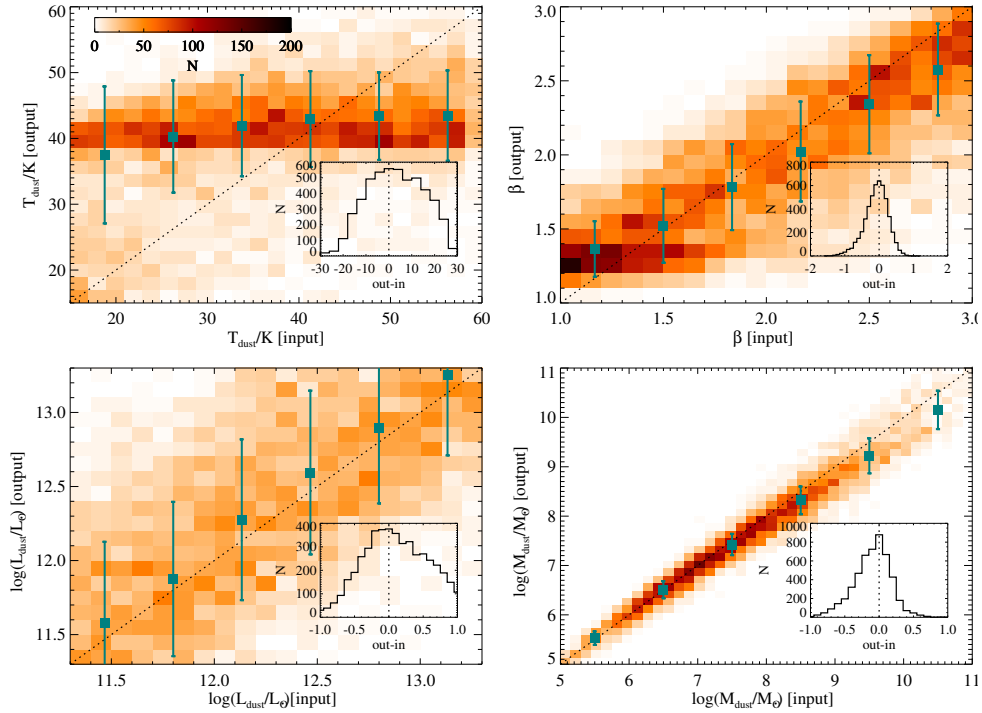 0 50 100 150 200
N
T_dust/K [output]
60
50
40
30
20
20 30 40 50 60
T_dust/K [input]
N
600
500
400
300
200
100
0
-30 -20 -10 0 10 20 30
out-in
β [output]
3.0
2.5
2.0
1.5
1.0
1.0 1.5 2.0 2.5 3.0
β [input]
N
800
600
400
200
0
-2 -1 0 1 2
out-in
log(L_dust/L_⊙) [output]
13.0
12.5
12.0
11.5
11.5 12.0 12.5 13.0
log(L_dust/L_⊙)[input]
N
400
300
200
100
0
-1.0 -0.5 0.0 0.5 1.0
out-in
log(M_dust/M_⊙) [output]
11
10
9
8
7
6
5
5 6 7 8 9 10 11
log(M_dust/M_⊙) [input]
N
1000
800
600
400
200
0
-1.0 -0.5 0.0 0.5 1.0
out-in